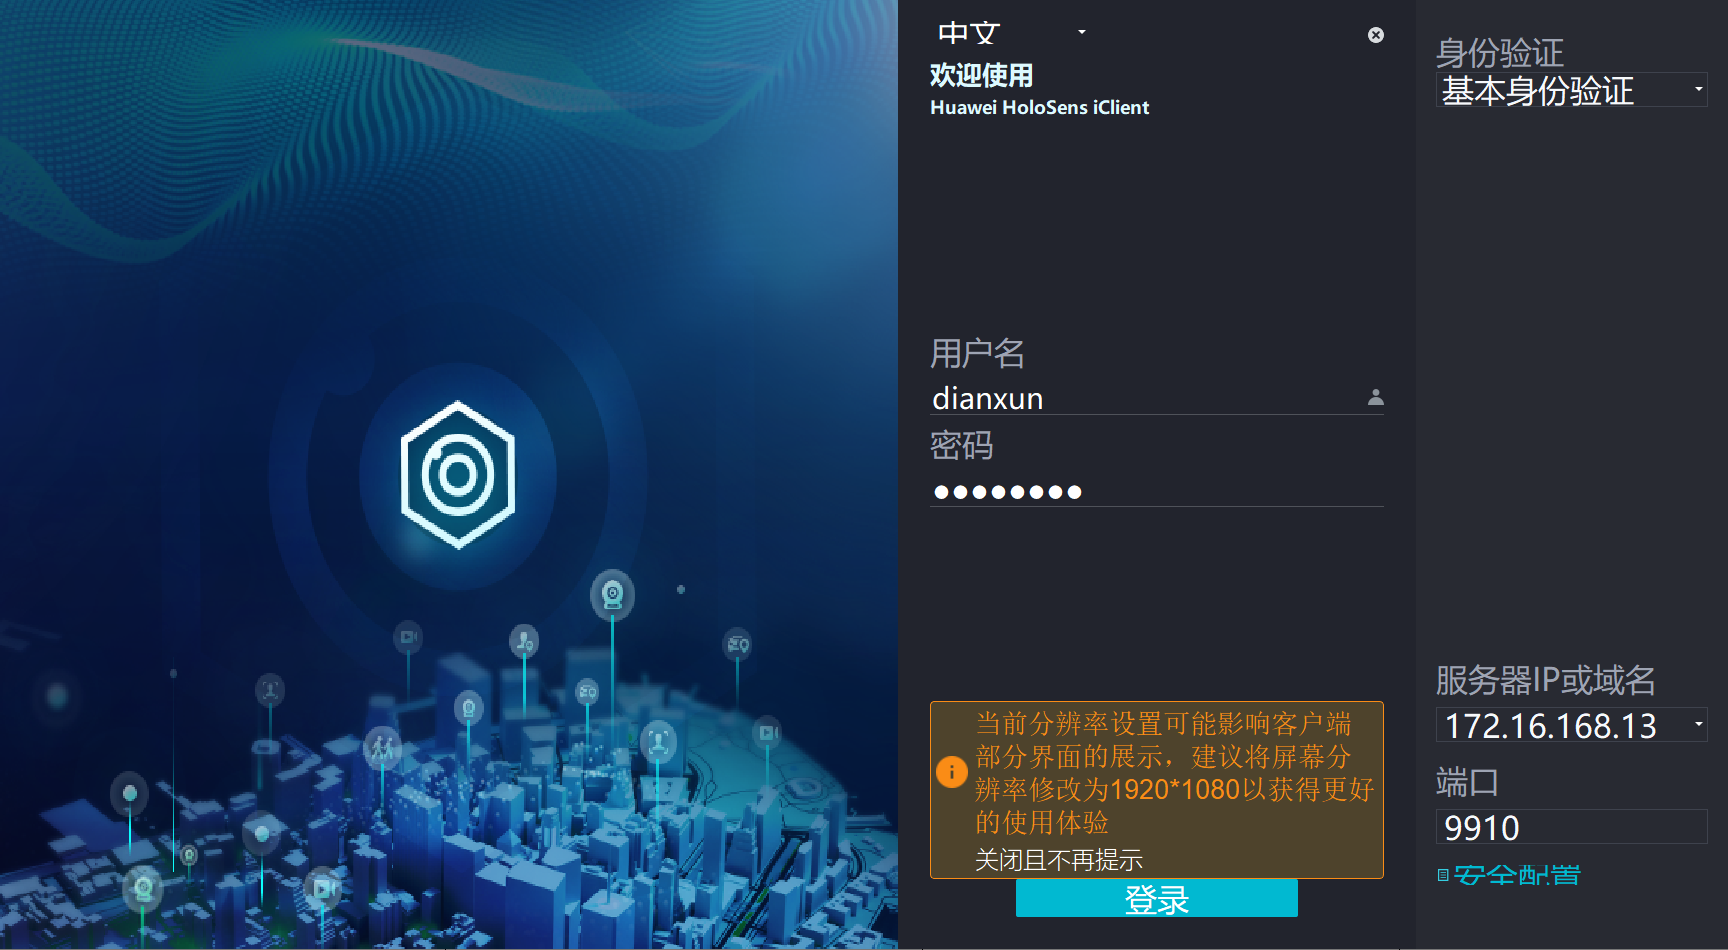 中文
欢迎使用
Huawei HoloSens iClient
用户名
dianxun
密码
当前分辨率设置可能影响客户端
部分界面的展示，建议将屏幕分
辨率修改为1920*1080以获得更好
的使用体验
关闭且不再提示
登录
身份验证
基本身份验证
服务器IP或域名
172.16.168.13
端口
9910
安全配置